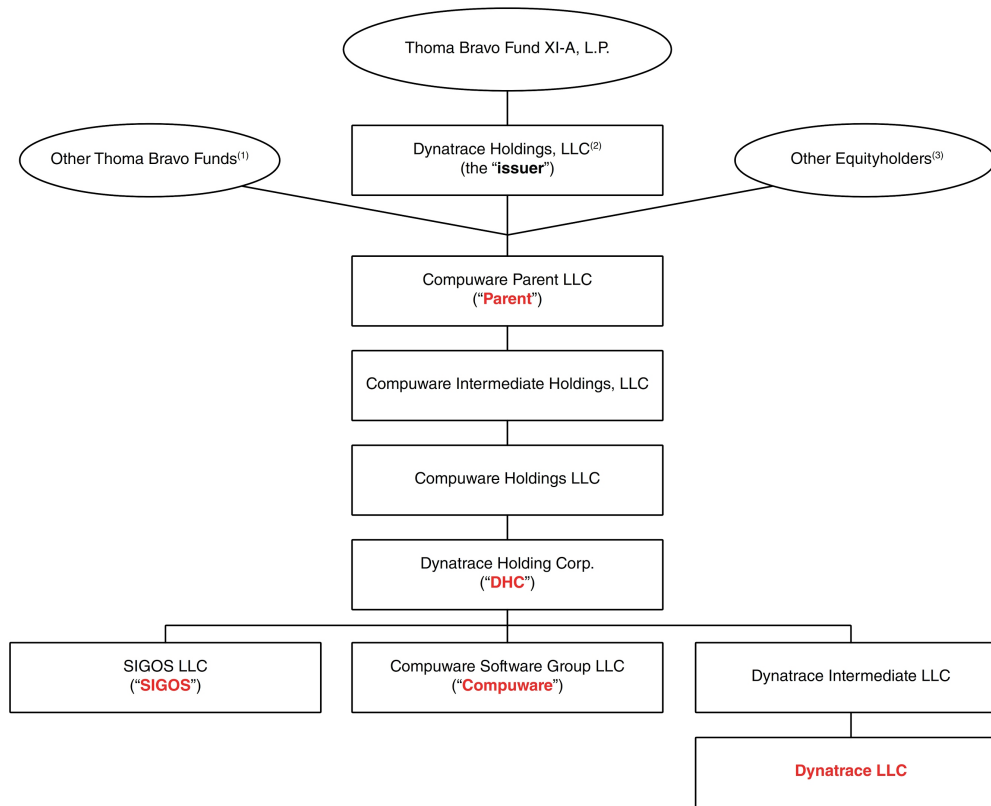 Thoma Bravo Fund XI-A, L.P.
Other Thoma Bravo Funds(1)
Dynatrace Holdings, LLC(2)
(the “issuer”)
Other Equityholders(3)
Compuware Parent LLC
(“Parent”)
Compuware Intermediate Holdings, LLC
Compuware Holdings LLC
Dynatrace Holding Corp.
(“DHC”)
SIGOS LLC
(“SIGOS”)
Compuware Software Group LLC
(“Compuware”)
Dynatrace Intermediate LLC
Dynatrace LLC